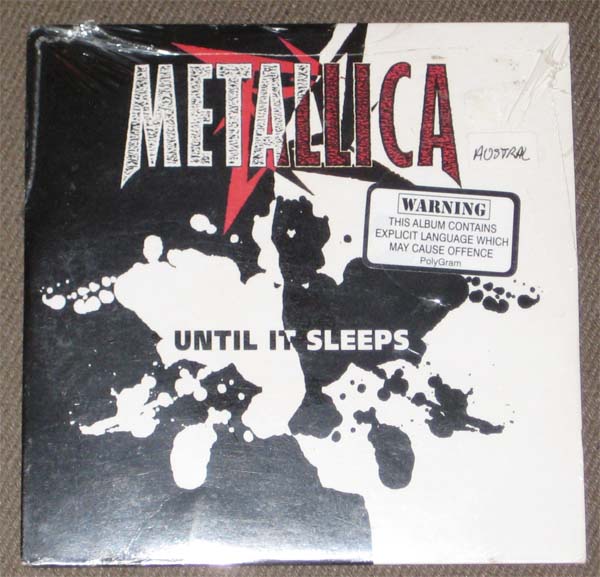 METALLICA
AUSTRAL
WARNING
THIS ALBUM CONTAINS
EXPLICIT LANGUAGE WHICH
MAY CAUSE OFFENCE
PolyGram
UNTIL IT SLEEPS